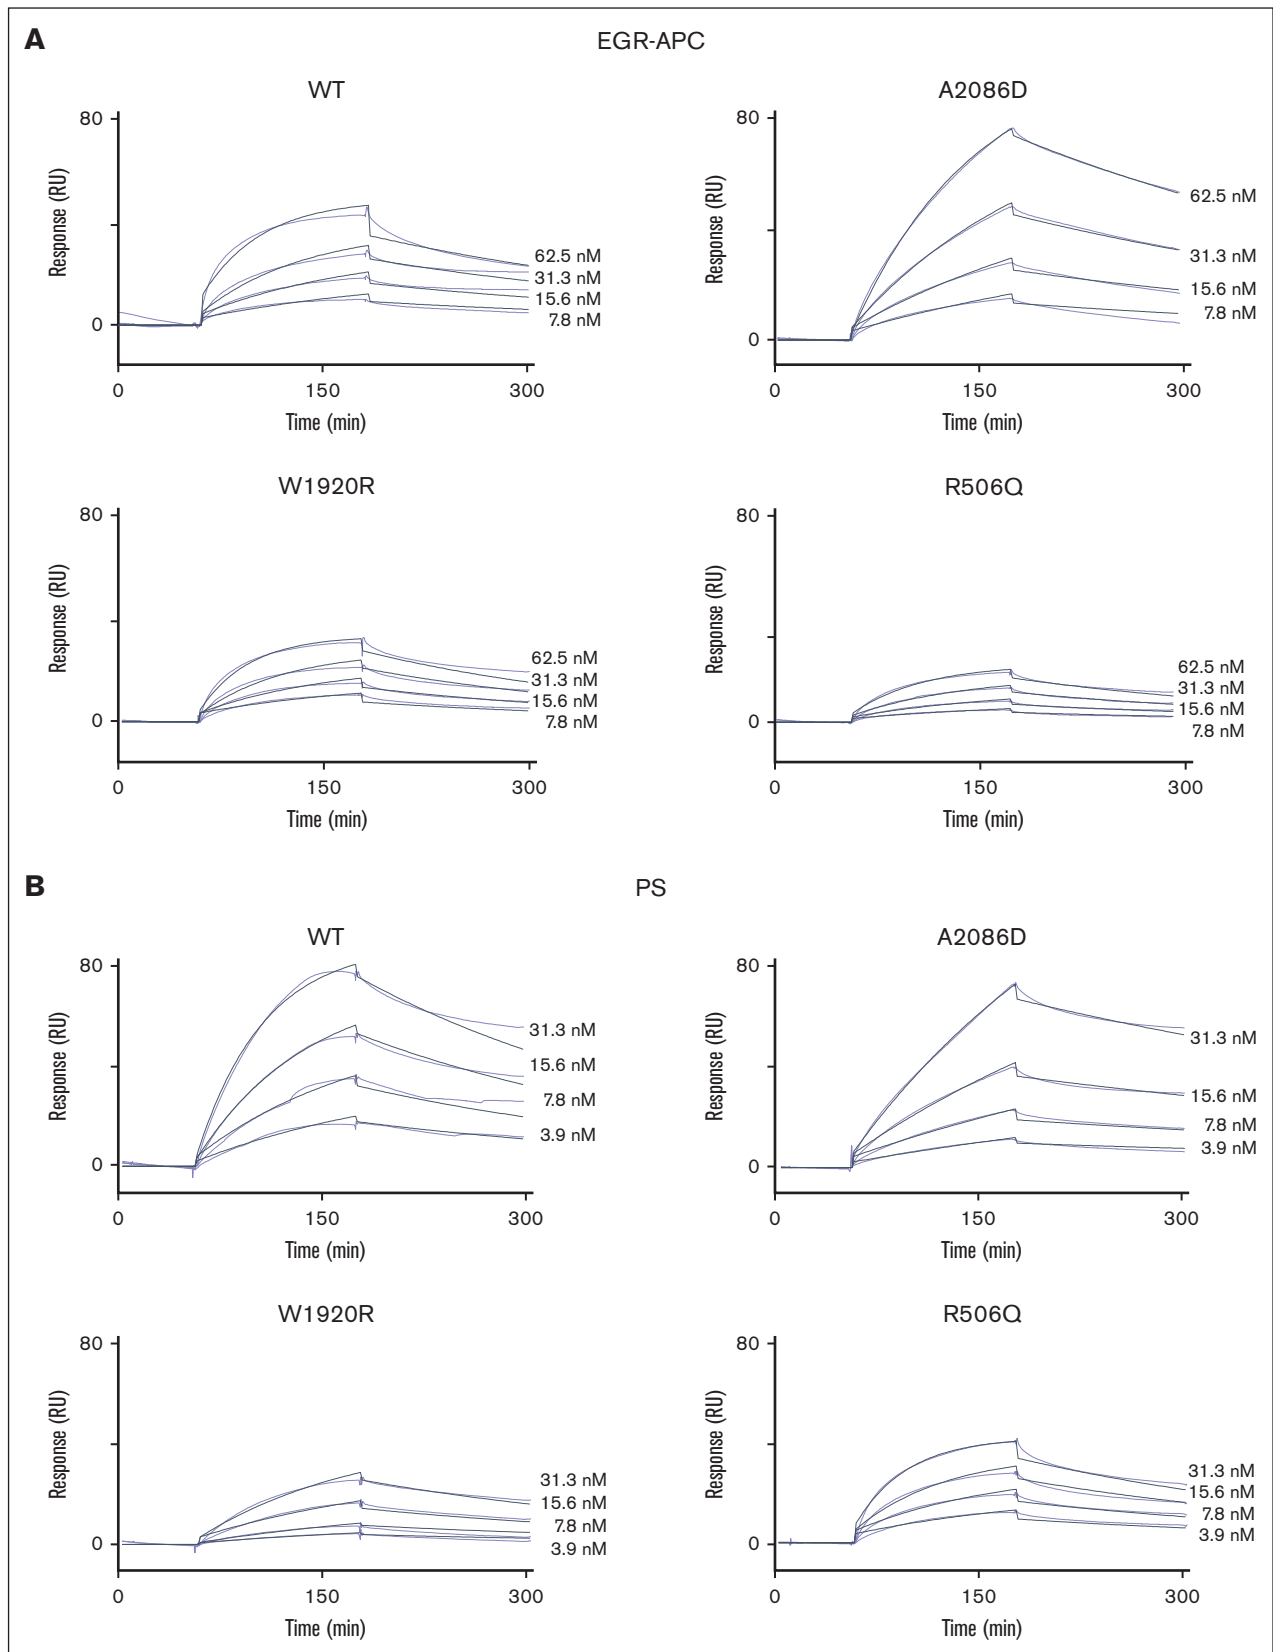 A
EGR-APC
WT
80
0
Response (RU)
62.5 nM
31.3 nM
15.6 nM
7.8 nM
0 150 300
Time (min)
A2086D
80
0
Response (RU)
62.5 nM
31.3 nM
15.6 nM
7.8 nM
0 150 300
Time (min)
W1920R
80
0
Response (RU)
62.5 nM
31.3 nM
15.6 nM
7.8 nM
0 150 300
Time (min)
R506Q
80
0
Response (RU)
62.5 nM
31.3 nM
15.6 nM
7.8 nM
0 150 300
Time (min)
B
PS
WT
80
0
Response (RU)
31.3 nM
15.6 nM
7.8 nM
3.9 nM
0 150 300
Time (min)
A2086D
80
0
Response (RU)
31.3 nM
15.6 nM
7.8 nM
3.9 nM
0 150 300
Time (min)
W1920R
80
0
Response (RU)
31.3 nM
15.6 nM
7.8 nM
3.9 nM
0 150 300
Time (min)
R506Q
80
0
Response (RU)
31.3 nM
15.6 nM
7.8 nM
3.9 nM
0 150 300
Time (min)